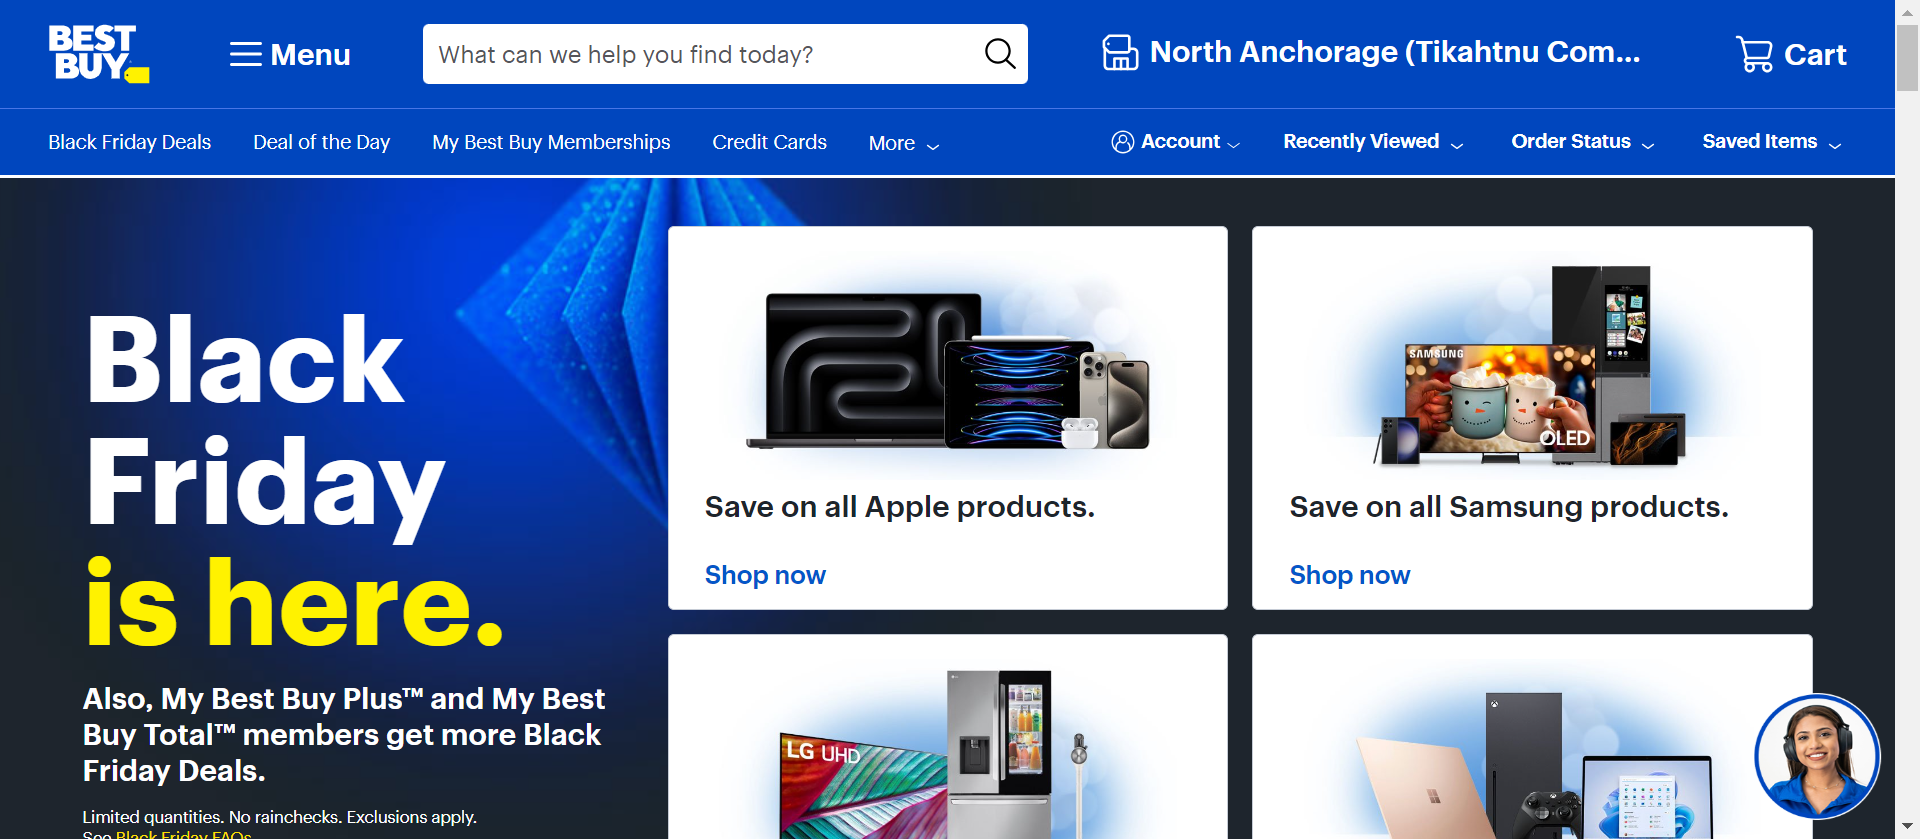 BEST
BUY
Menu
What can we help you find today?
North Anchorage (Tikahtnu Com...
Cart
Black Friday Deals
Deal of the Day
My Best Buy Memberships
Credit Cards
More
Account
Recently Viewed
Order Status
Saved Items
Black
Friday
is here.
Also, My Best Buy Plus™ and My Best
Buy Total™ members get more Black
Friday Deals.
Limited quantities. No rainchecks. Exclusions apply.
See Black Friday FAQs
Save on all Apple products.
Shop now
SAMSUNG
OLED
Save on all Samsung products.
Shop now
LG UHD